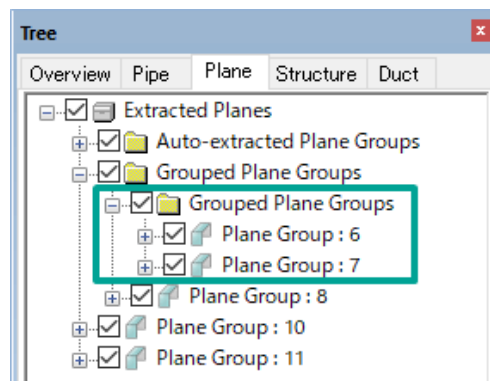 Tree
x
Overview Pipe Plane Structure Duct
Extracted Planes
Auto-extracted Plane Groups
Grouped Plane Groups
Grouped Plane Groups
Plane Group : 6
Plane Group : 7
Plane Group : 8
Plane Group : 10
Plane Group : 11